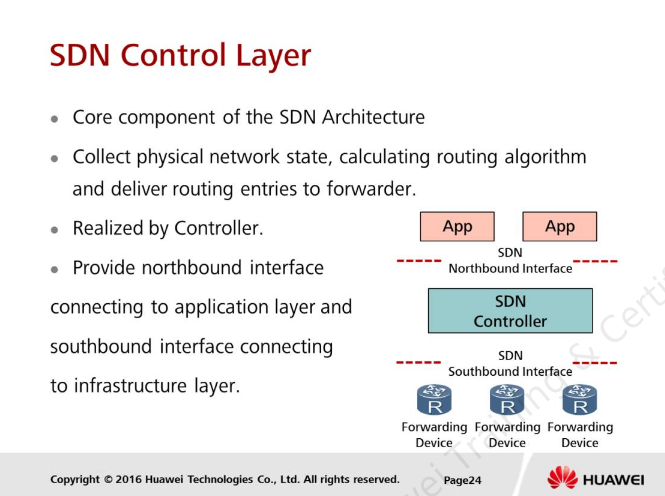 SDN Control Layer
Core component of the SDN Architecture
Collect physical network state, calculating routing algorithm
and deliver routing entries to forwarder.
Realized by Controller.
Provide northbound interface
connecting to application layer and
southbound interface connecting
to infrastructure layer.
App App
SDN
Northbound Interface
SDN
Controller
SDN
Southbound Interface
R R R
Forwarding Forwarding Forwarding
Device Device Device
Training & Certi
Copyright © 2016 Huawei Technologies Co., Ltd. All rights reserved. Page24
HUAWEI